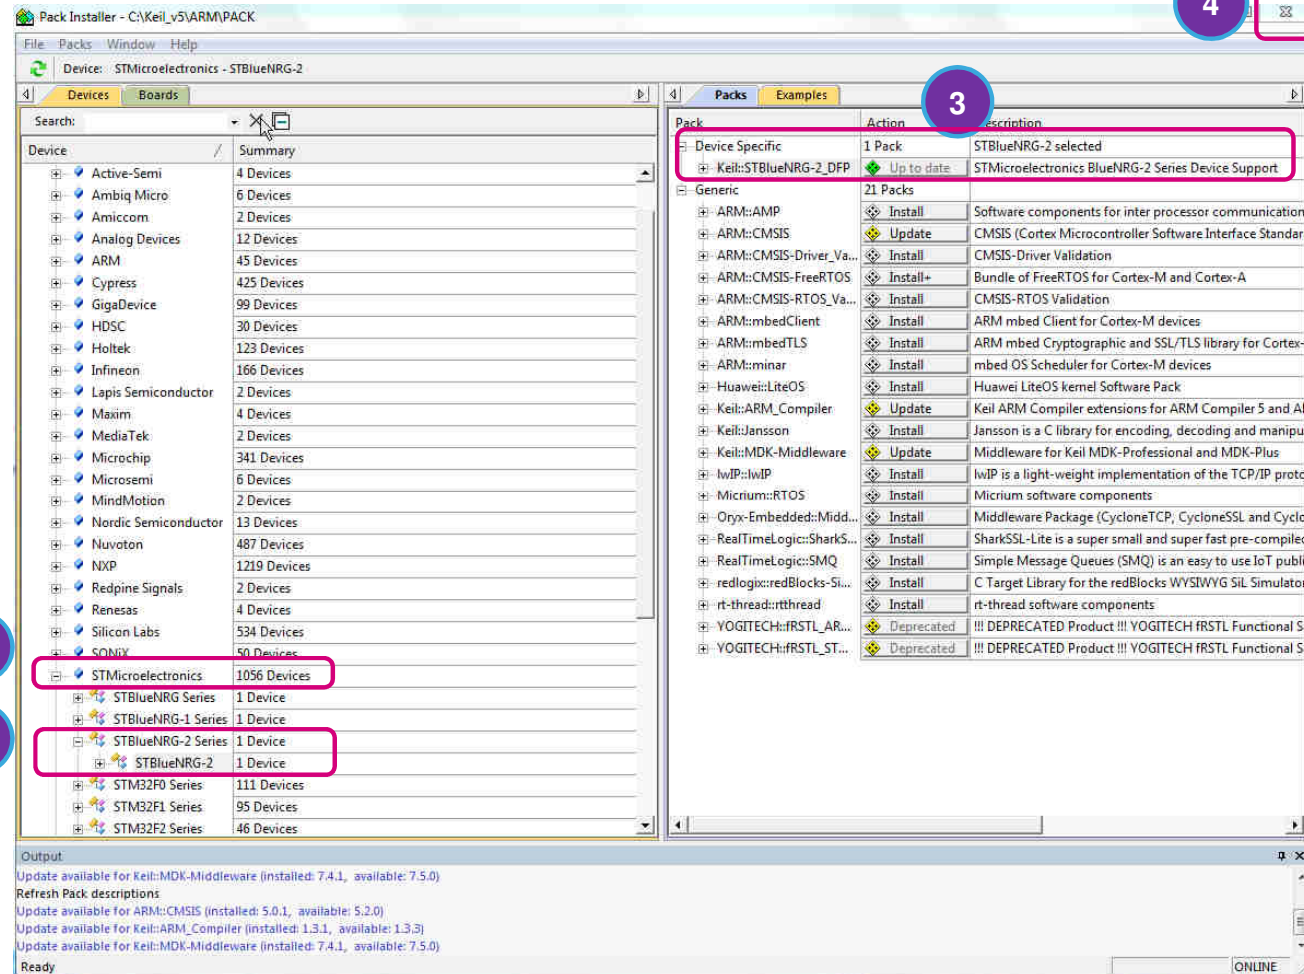 Pack Installer - C:\Keil_v5\ARM\PACK
4
File Packs Window Help
Device: STMicroelectronics - STBlueNRG-2
Devices Boards
Search:
Device / Summary
Active-Semi 4 Devices
Ambiq Micro 6 Devices
Amiccom 2 Devices
Analog Devices 12 Devices
ARM 45 Devices
Cypress 425 Devices
GigaDevice 99 Devices
HDSC 30 Devices
Holtek 123 Devices
Infineon 166 Devices
Lapis Semiconductor 2 Devices
Maxim 4 Devices
MediaTek 2 Devices
Microchip 341 Devices
Microsemi 6 Devices
MindMotion 2 Devices
Nordic Semiconductor 13 Devices
Nuvoton 487 Devices
NXP 1219 Devices
Redpine Signals 2 Devices
Renesas 4 Devices
Silicon Labs 534 Devices
SONiX 50 Devices
STMicroelectronics 1056 Devices
STBlueNRG Series 1 Device
STBlueNRG-1 Series 1 Device
STBlueNRG-2 Series 1 Device
STBlueNRG-2 1 Device
STM32F0 Series 111 Devices
STM32F1 Series 95 Devices
STM32F2 Series 46 Devices
Packs Examples
3
Pack Action Description
Device Specific 1 Pack STBlueNRG-2 selected
Keil::STBlueNRG-2_DFP Up to date STMicroelectronics BlueNRG-2 Series Device Support
Generic 21 Packs
ARM::AMP Install Software components for inter processor communication
ARM::CMSIS Update CMSIS (Cortex Microcontroller Software Interface Standar
ARM::CMSIS-Driver_Va... Install CMSIS-Driver Validation
ARM::CMSIS-FreeRTOS Install+ Bundle of FreeRTOS for Cortex-M and Cortex-A
ARM::CMSIS-RTOS_Va... Install CMSIS-RTOS Validation
ARM::mbedClient Install ARM mbed Client for Cortex-M devices
ARM::mbedTLS Install ARM mbed Cryptographic and SSL/TLS library for Cortex-
ARM::minar Install mbed OS Scheduler for Cortex-M devices
Huawei::LiteOS Install Huawei LiteOS kernel Software Pack
Keil::ARM_Compiler Update Keil ARM Compiler extensions for ARM Compiler 5 and A
Keil::Jansson Install Jansson is a C library for encoding, decoding and manipu
Keil::MDK-Middleware Update Middleware for Keil MDK-Professional and MDK-Plus
lwIP::lwIP Install lwIP is a light-weight implementation of the TCP/IP proto
Micrium::RTOS Install Micrium software components
Oryx-Embedded::Midd... Install Middleware Package (CycloneTCP, CycloneSSL and Cyclo
RealTimeLogic::SharkS... Install SharkSSL-Lite is a super small and super fast pre-compiled
RealTimeLogic::SMQ Install Simple Message Queues (SMQ) is an easy to use IoT publi
redlogix::redBlocks-Si... Install C Target Library for the redBlocks WYSIWYG SiL Simulator
rt-thread::rtthread Install rt-thread software components
YOGITECH::fRSTL_AR... Deprecated !!! DEPRECATED Product !!! YOGITECH fRSTL Functional S
YOGITECH::fRSTL_ST... Deprecated !!! DEPRECATED Product !!! YOGITECH fRSTL Functional S
Output
Update available for Keil::MDK-Middleware (installed: 7.4.1, available: 7.5.0)
Refresh Pack descriptions
Update available for ARM::CMSIS (installed: 5.0.1, available: 5.2.0)
Update available for Keil::ARM_Compiler (installed: 1.3.1, available: 1.3.3)
Update available for Keil::MDK-Middleware (installed: 7.4.1, available: 7.5.0)
Ready ONLINE